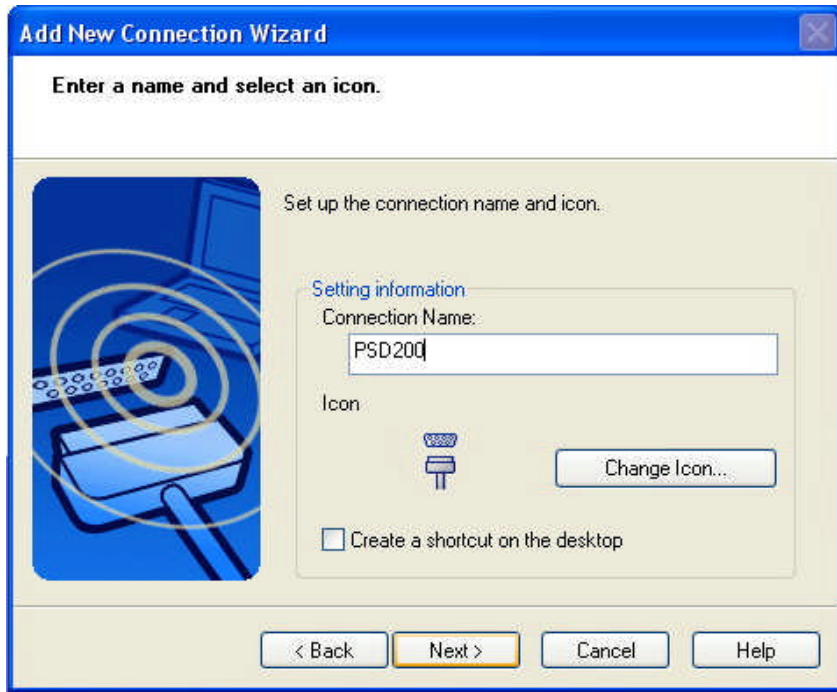 Add New Connection Wizard
Enter a name and select an icon.
Set up the connection name and icon.
Setting information
Connection Name:
PSD200
Icon
Change Icon...
Create a shortcut on the desktop
< Back Next > Cancel Help